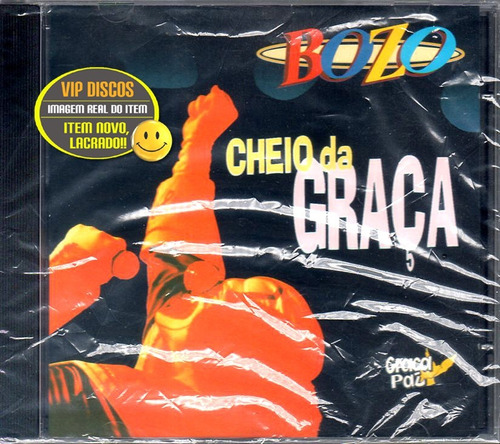 BOZO
VIP DISCOS
IMAGEM REAL DO ITEM
ITEM NOVO,
LACRADO!!
CHEIO da
GRAÇA
Graça
Paz